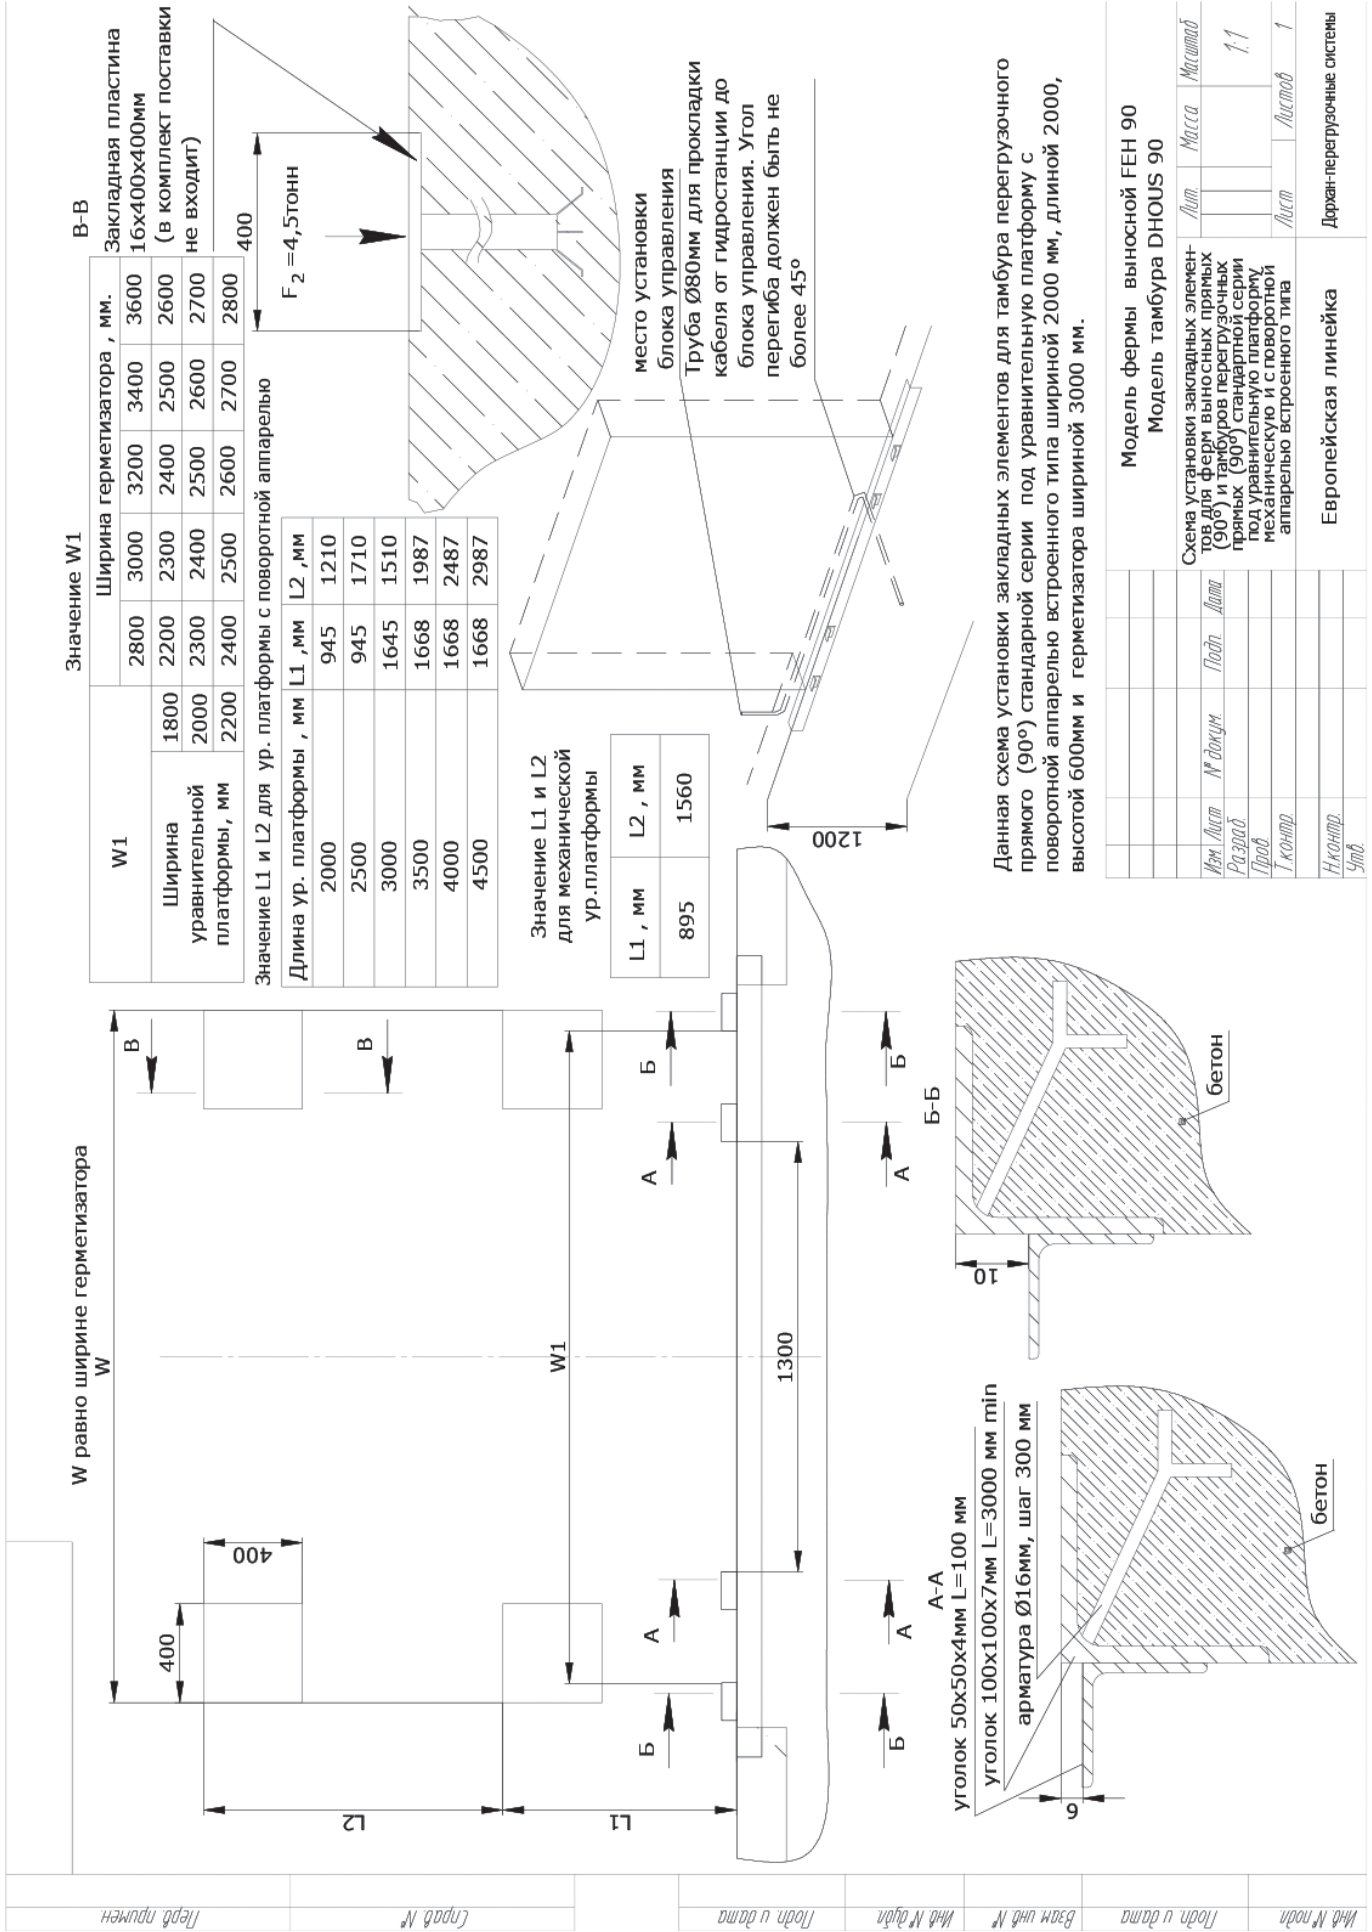 W равно ширине герметизатора
W
400
400
L2
L1
W1
1300
В
В
А
А
А
А
Б
Б
Б
Б
Значение W1
W1
Ширина герметизатора , мм.
2800 3000 3200 3400 3600
Ширина
уравнительной
платформы, мм
1800 2200 2300 2400 2500 2600
2000 2300 2400 2500 2600 2700
2200 2400 2500 2600 2700 2800
Значение L1 и L2 для ур. платформы с поворотной аппарелью
Длина ур. платформы , мм L1 ,мм L2 ,мм
2000 945 1210
2500 945 1710
3000 1645 1510
3500 1668 1987
4000 1668 2487
4500 1668 2987
Значение L1 и L2
для механической
ур.платформы
L1 , мм L2 , мм
895 1560
В-В
Закладная пластина
16х400х400мм
(в комплект поставки
не входит)
400
F2 =4,5тонн
место установки
блока управления
Труба Ø80мм для прокладки
кабеля от гидростанции до
блока управления. Угол
перегиба должен быть не
более 45°
1200
А-А
уголок 50х50х4мм L=100 мм
уголок 100х100х7мм L=3000 мм min
арматура Ø16мм, шаг 300 мм
6
бетон
Б-Б
10
бетон
Данная схема установки закладных элементов для тамбура перегрузочного
прямого (90°) стандарной серии под уравнительную платформу с
поворотной аппарелью встроенного типа шириной 2000 мм, длиной 2000,
высотой 600мм и герметизатора шириной 3000 мм.
Модель фермы выносной FEH 90
Модель тамбура DHOUS 90
Изм. Лист № докум. Подп. Дата
Разраб.
Пров.
Т.контр.
Н.контр.
Утв.
Схема установки закладных элемен-
тов для ферм выносных прямых
(90°) и тамбуров перегрузочных
прямых (90°) стандартной серии
под уравнительную платформу
механическую и с поворотной
аппарелью встроенного типа
Лит. Масса Масштаб
1:1
Лист Листов 1
Европейская линейка
Дорхан-перегрузочные системы
Перв. примен.
Справ. №
Подп. и дата
Инв. № дубл.
Взам. инв. №
Подп. и дата
Инв. № подл.